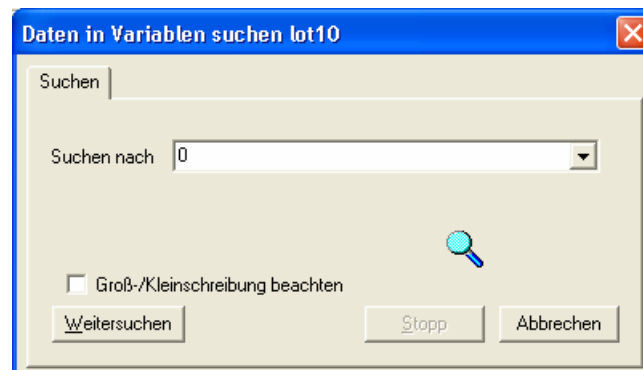 Daten in Variablen suchen lot10
Suchen
Suchen nach 0
Groß-/Kleinschreibung beachten
Weitersuchen Stopp Abbrechen